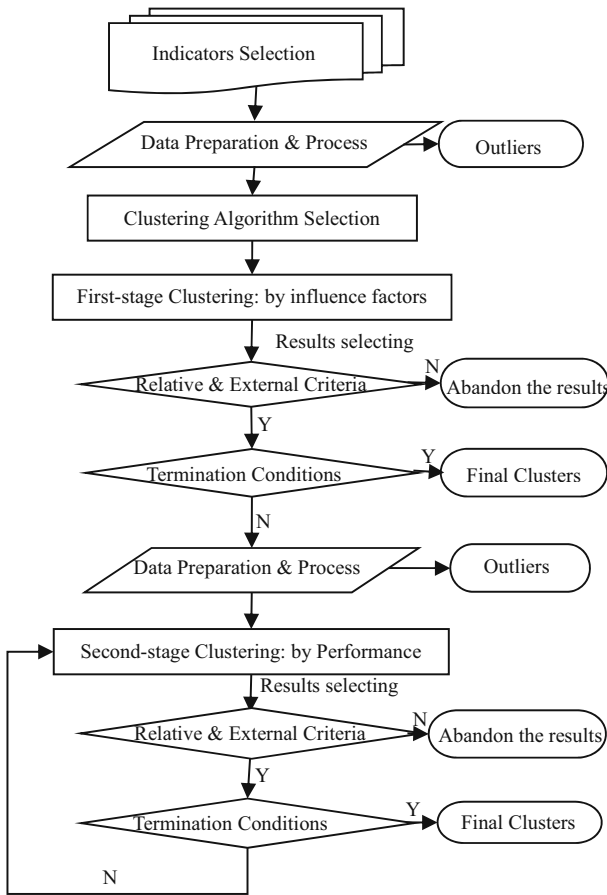 Indicators Selection
Data Preparation & Process
Outliers
Clustering Algorithm Selection
First-stage Clustering: by influence factors
Results selecting
Relative & External Criteria
N
Abandon the results
Y
Termination Conditions
Y
Final Clusters
N
Data Preparation & Process
Outliers
Second-stage Clustering: by Performance
Results selecting
Relative & External Criteria
N
Abandon the results
Y
Termination Conditions
Y
Final Clusters
N